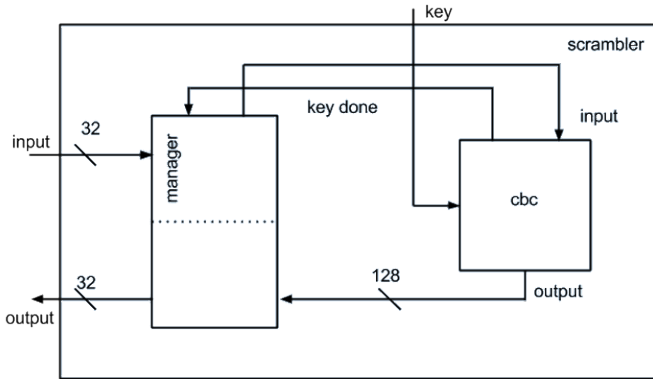 key
scrambler
key done
input
32
input
manager
cbc
128
32
output
output